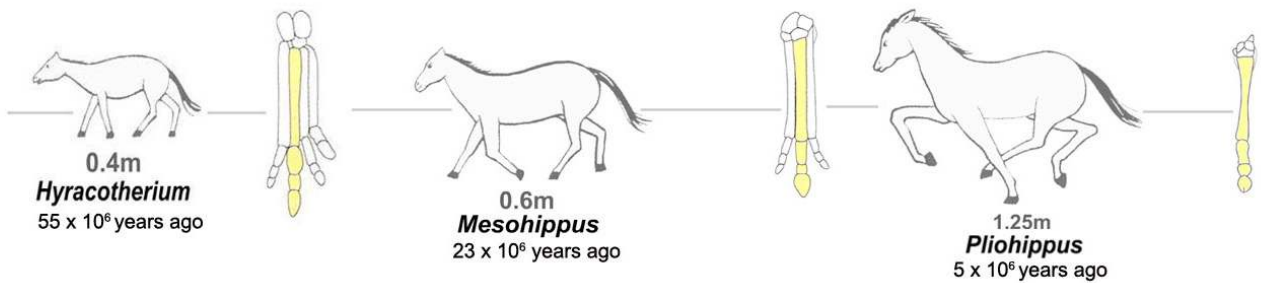 0.4m
Hyracotherium
55 x 10⁶ years ago
0.6m
Mesohippus
23 x 10⁶ years ago
1.25m
Pliohippus
5 x 10⁶ years ago